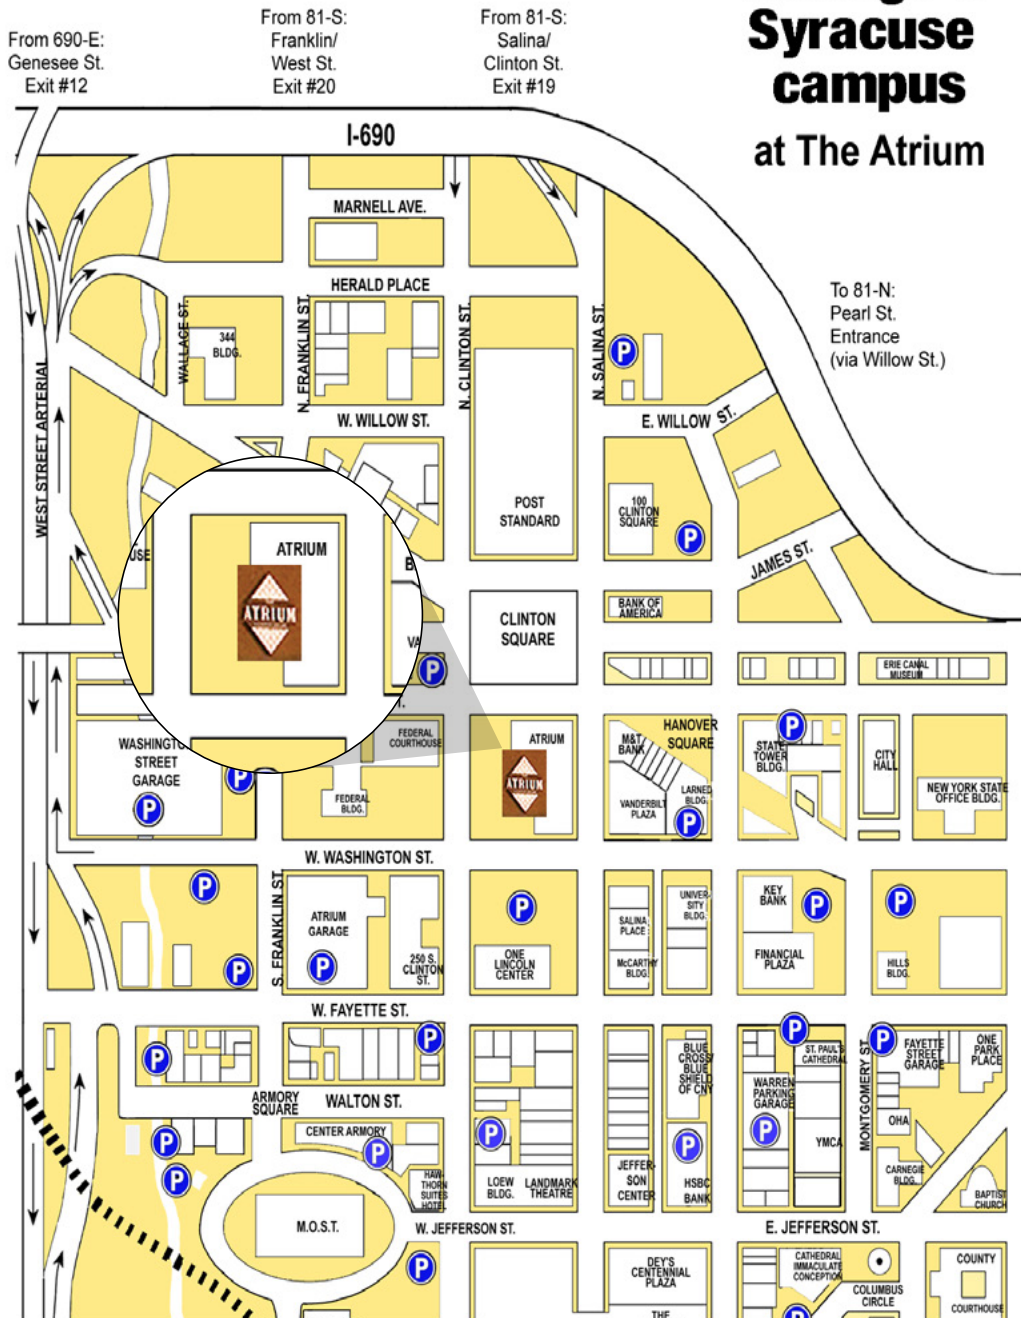 Syracuse
campus
at The Atrium
From 690-E:
Genesee St.
Exit #12
From 81-S:
Franklin/
West St.
Exit #20
From 81-S:
Salina/
Clinton St.
Exit #19
I-690
MARNELL AVE.
HERALD PLACE
To 81-N:
Pearl St.
Entrance
(via Willow St.)
WALLACE ST.
344
BLDG.
N. FRANKLIN ST.
N. CLINTON ST.
N. SALINA ST.
P
WEST STREET ARTERIAL
W. WILLOW ST.
E. WILLOW ST.
POST
STANDARD
100
CLINTON
SQUARE
P
JAMES ST.
USE
ATRIUM
ATRIUM
B
VA
T.
P
CLINTON
SQUARE
BANK OF
AMERICA
ERIE CANAL
MUSEUM
WASHINGTO
STREET
GARAGE
P
P
FEDERAL
COURTHOUSE
FEDERAL
BLDG.
ATRIUM
ATRIUM
M&T
BANK
HANOVER
SQUARE
VANDERBILT
PLAZA
LARNED
BLDG.
P
P
STATE
TOWER
BLDG.
CITY
HALL
NEW YORK STATE
OFFICE BLDG.
W. WASHINGTON ST.
P
P
S. FRANKLIN ST.
ATRIUM
GARAGE
P
250 S.
CLINTON
ST.
P
ONE
LINCOLN
CENTER
SALINA
PLACE
McCARTHY
BLDG.
UNIVER-
SITY
BLDG.
KEY
BANK
P
FINANCIAL
PLAZA
P
HILLS
BLDG.
W. FAYETTE ST.
P
P
ARMORY
SQUARE
WALTON ST.
BLUE
CROSS/
BLUE
SHIELD
OF CNY
P
ST. PAUL'S
CATHEDRAL
WARREN
PARKING
GARAGE
P
YMCA
MONTGOMERY ST.
P
FAYETTE
STREET
GARAGE
ONE
PARK
PLACE
OHA
CARNEGIE
BLDG.
BAPTIST
CHURCH
P
P
CENTER ARMORY
P
HAW-
THORN
SUITES
HOTEL
P
LOEW
BLDG.
LANDMARK
THEATRE
JEFFER-
SON
CENTER
P
HSBC
BANK
M.O.S.T.
W. JEFFERSON ST.
E. JEFFERSON ST.
P
DEY'S
CENTENNIAL
PLAZA
THE
CATHEDRAL
IMMACULATE
CONCEPTION
P
COLUMBUS
CIRCLE
COUNTY
COURTHOUSE